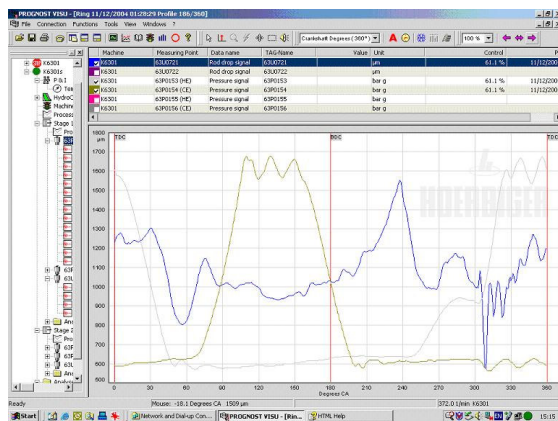 PROGNOST VISU - [Ring 11/12/2004 01:28:29 Profile 186/360]
File Connection Functions Tools View Windows ?
Crankshaft Degrees (360°) 100 %
K6301
K6301s
P & I
Machine
Process
Stage
Machine Measuring Point Data name TAG-Name Value Unit Control
K6301 63U0721 Rod drop signal 63U0721 µm 61.1 % 11/12/200
K6301 63U0722 Rod drop signal 63U0722 µm
K6301 63P0153 (HE) Pressure signal 63P0153 bar g 61.1 % 11/12/200
K6301 63P0154 (CE) Pressure signal 63P0154 bar g 61.1 % 11/12/200
K6301 63P0155 (HE) Pressure signal 63P0155 bar g
K6301 63P0156 (CE) Pressure signal 63P0156 bar g
1800 TDC BDC TDC
µm
1700
1600
1500
1400
1300
1200
1100
1000
900
800
700
600
0 30 60 90 120 150 180 210 240 270 300 330 360
Degrees CA
HOERBIGER
Stage
Ready Mouse: -18.1 Degrees CA 1509 µm 372.0 1/min K6301
Start Network and Dial-up Con... PROGNOST VISU - [Rin... HTML Help EN 15:15